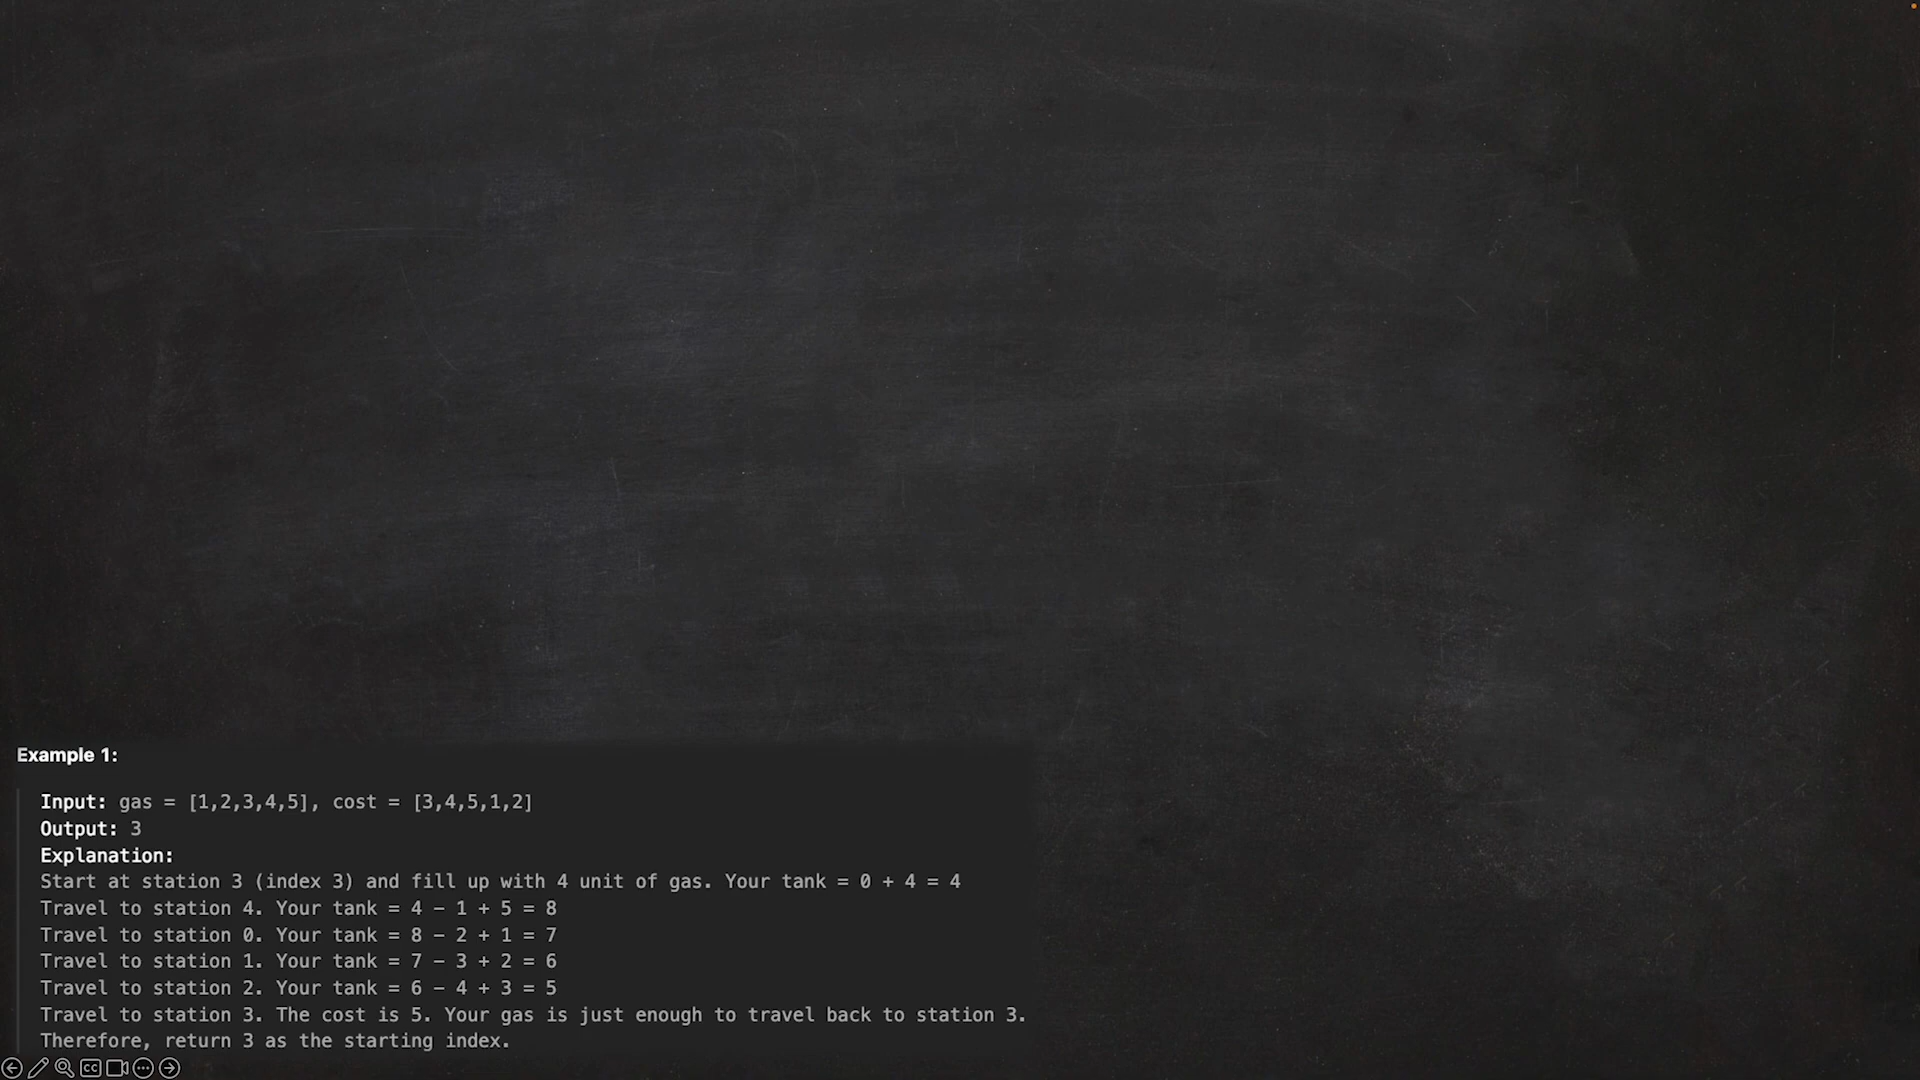 Example 1:
Input: gas = [1,2,3,4,5], cost = [3,4,5,1,2]
Output: 3
Explanation:
Start at station 3 (index 3) and fill up with 4 unit of gas. Your tank = 0 + 4 = 4
Travel to station 4. Your tank = 4 - 1 + 5 = 8
Travel to station 0. Your tank = 8 - 2 + 1 = 7
Travel to station 1. Your tank = 7 - 3 + 2 = 6
Travel to station 2. Your tank = 6 - 4 + 3 = 5
Travel to station 3. The cost is 5. Your gas is just enough to travel back to station 3.
Therefore, return 3 as the starting index.
CC